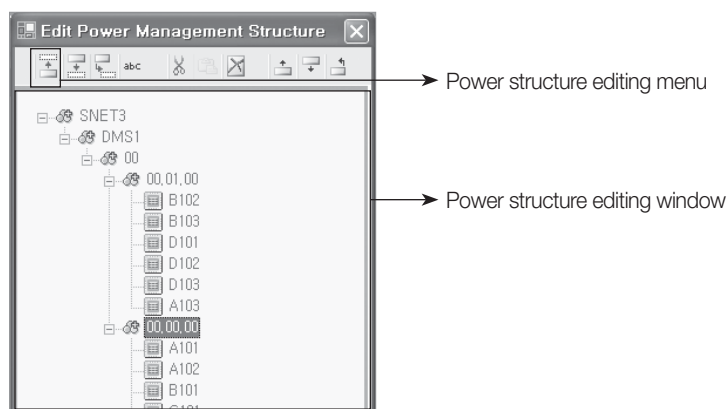 Edit Power Management Structure
abc
Power structure editing menu
SNET3
DMS1
00
00,01,00
B102
B103
Power structure editing window
D101
D102
D103
A103
00,00,00
A101
A102
B101